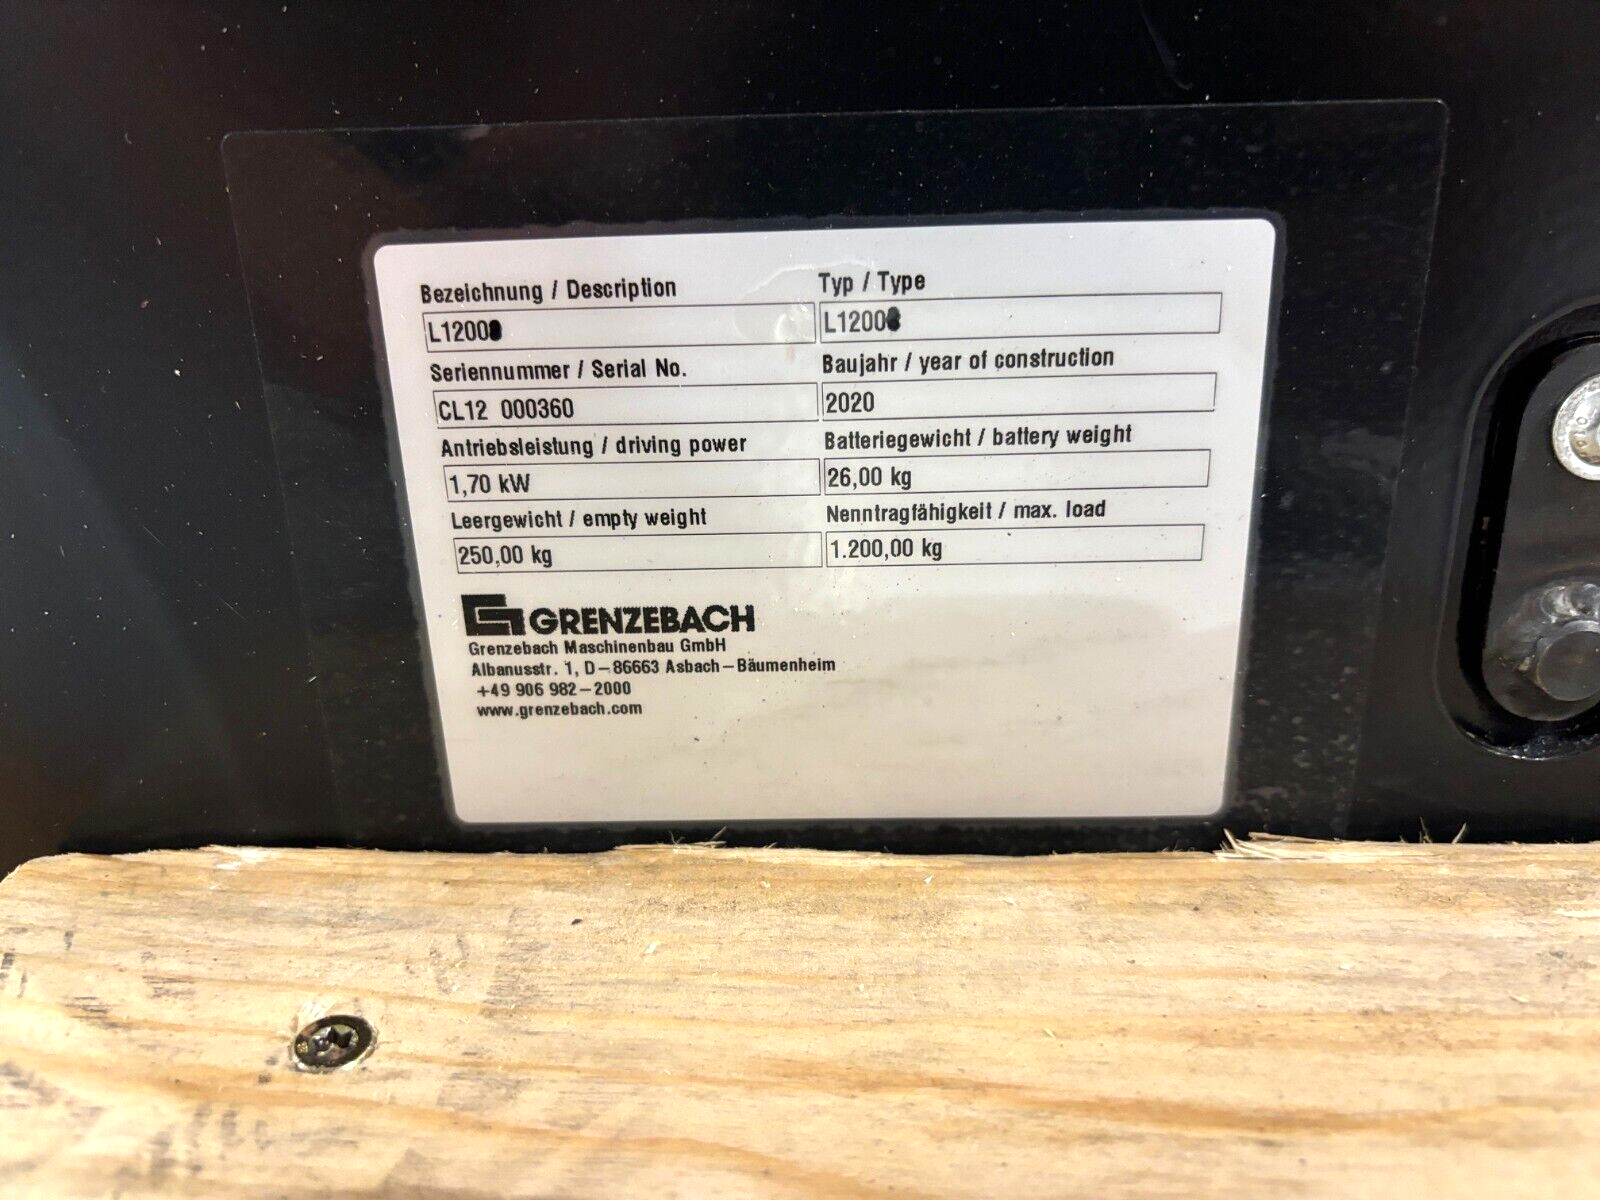 Bezeichnung / Description
Typ / Type
L1200
L1200
Seriennummer / Serial No.
Baujahr / year of construction
CL12 000360
2020
Antriebsleistung / driving power
Batteriegewicht / battery weight
1,70 kW
26,00 kg
Leergewicht / empty weight
Nenntragfähigkeit / max. load
250,00 kg
1.200,00 kg
GRENZEBACH
Grenzebach Maschinenbau GmbH
Albanusstr. 1, D-86663 Asbach-Bäumenheim
+49 906 982-2000
www.grenzebach.com